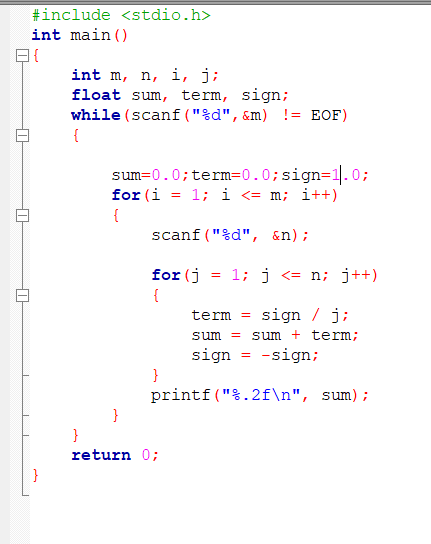 #include <stdio.h>
int main()
{
    int m, n, i, j;
    float sum, term, sign;
    while(scanf("%d",&m) != EOF)
    {

        sum=0.0;term=0.0;sign=1.0;
        for(i = 1; i <= m; i++)
        {
            scanf("%d", &n);

            for(j = 1; j <= n; j++)
            {
                term = sign / j;
                sum = sum + term;
                sign = -sign;
            }
            printf("%.2f\n", sum);
        }
    }
    return 0;
}